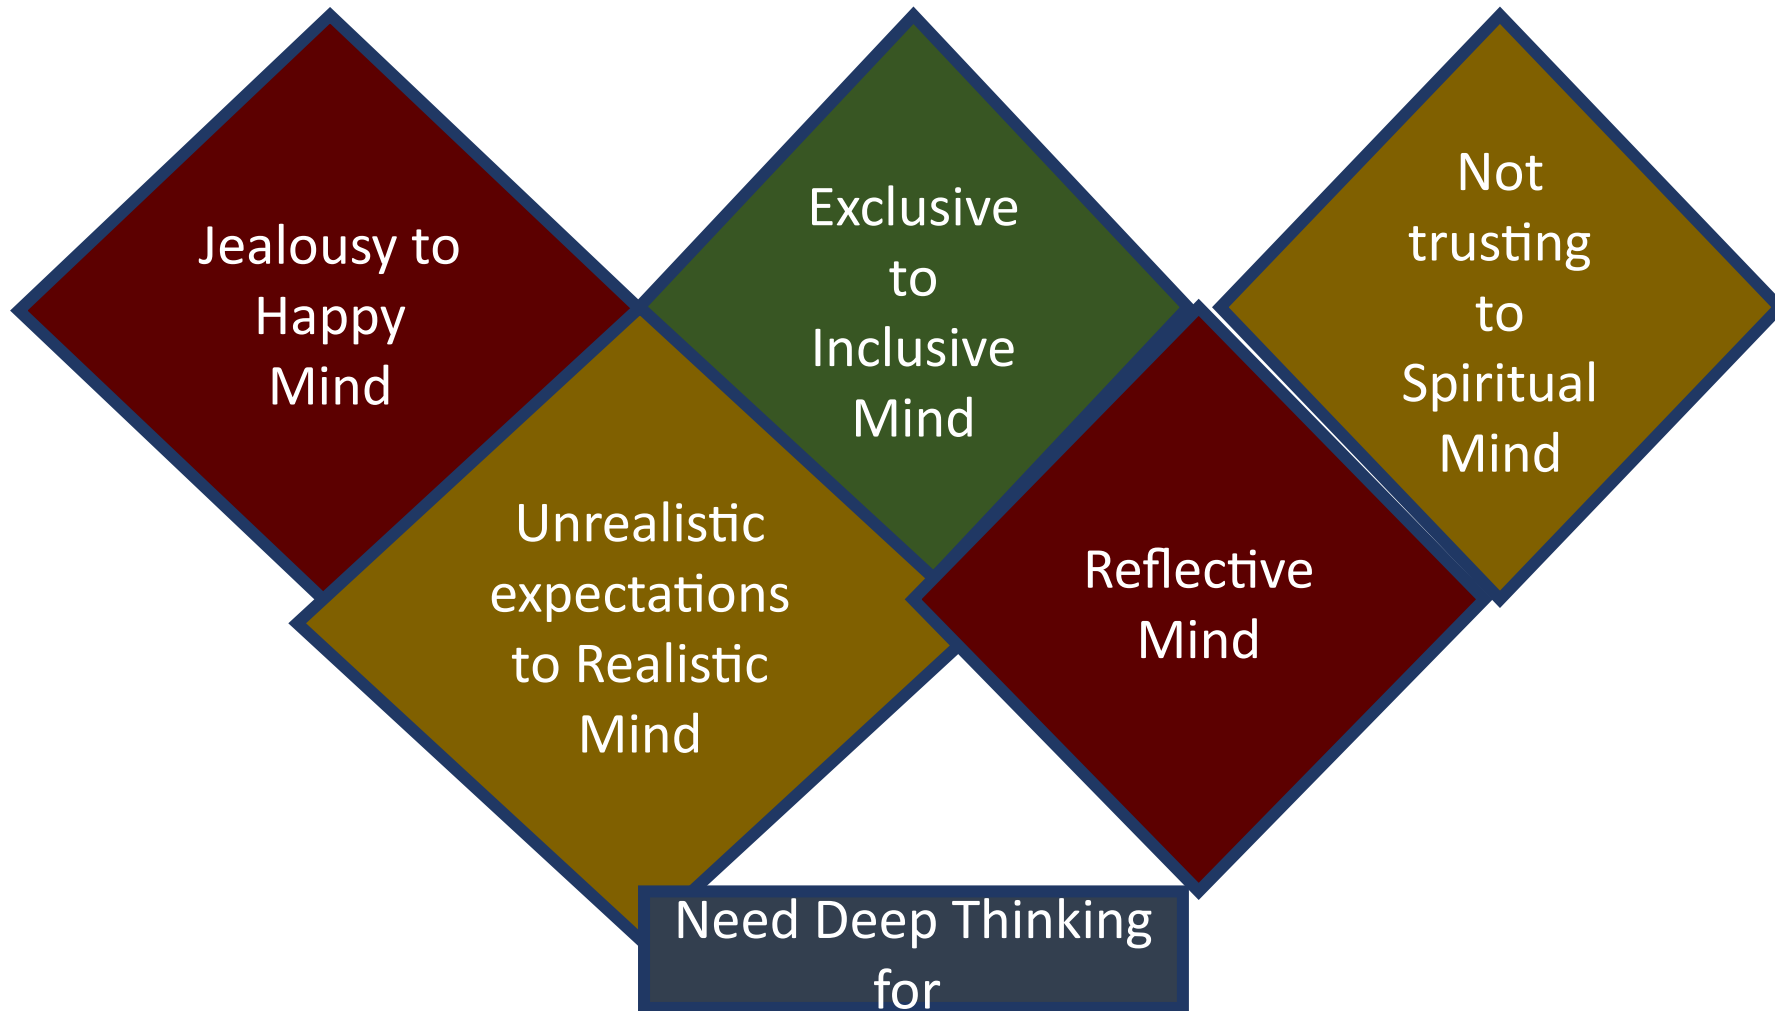 Jealousy to
Happy
Mind
Exclusive
to
Inclusive
Mind
Not
trusting
to
Spiritual
Mind
Unrealistic
expectations
to Realistic
Mind
Reflective
Mind
Need Deep Thinking
for